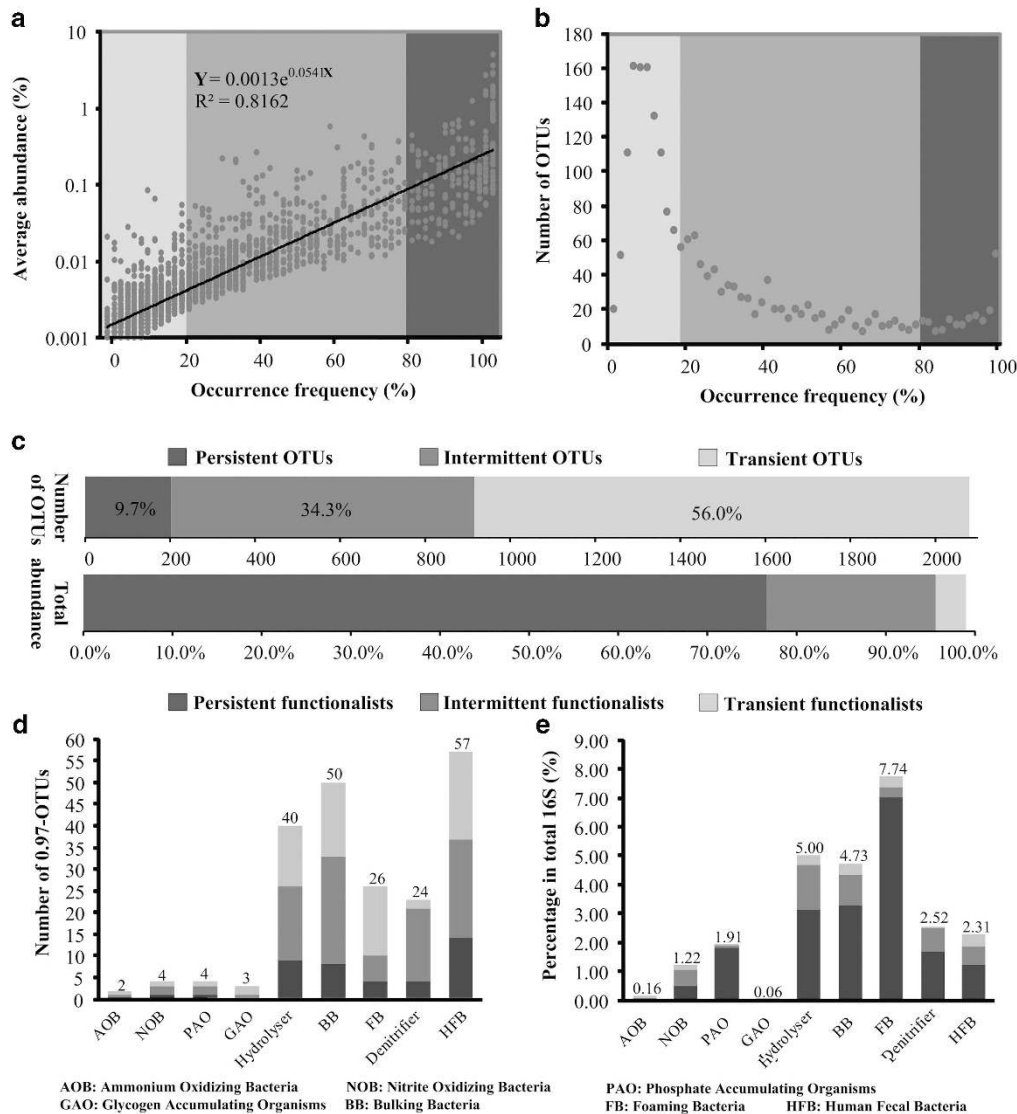 a
10
1
0.1
0.01
0.001
Average abundance (%)
Y= 0.0013e^0.0541X
R² = 0.8162
0 20 40 60 80 100
Occurrence frequency (%)
b
180
160
140
120
100
80
60
40
20
0
Number of OTUs
0 20 40 60 80 100
Occurrence frequency (%)
c
Persistent OTUs Intermittent OTUs Transient OTUs
Number
of OTUs
9.7% 34.3% 56.0%
0 200 400 600 800 1000 1200 1400 1600 1800 2000
Total
abundance
0.0% 10.0% 20.0% 30.0% 40.0% 50.0% 60.0% 70.0% 80.0% 90.0% 100.0%
Persistent functionalists Intermittent functionalists Transient functionalists
d
60
50
45
35
30
25
15
10
5
0
Number of 0.97-OTUs
2 4 4 3 40 50 26 24 57
AOB NOB PAO GAO Hydrolyser BB FB Denitrifier HFB
e
9.00
8.00
7.00
6.00
5.00
4.00
3.00
2.00
1.00
0.00
Percentage in total 16S (%)
0.16 1.22 1.91 0.06 5.00 4.73 7.74 2.52 2.31
AOB NOB PAO GAO Hydrolyser BB FB Denitrifier HFB
AOB: Ammonium Oxidizing Bacteria NOB: Nitrite Oxidizing Bacteria
GAO: Glycogen Accumulating Organisms BB: Bulking Bacteria
PAO: Phosphate Accumulating Organisms
FB: Foaming Bacteria HFB: Human Fecal Bacteria